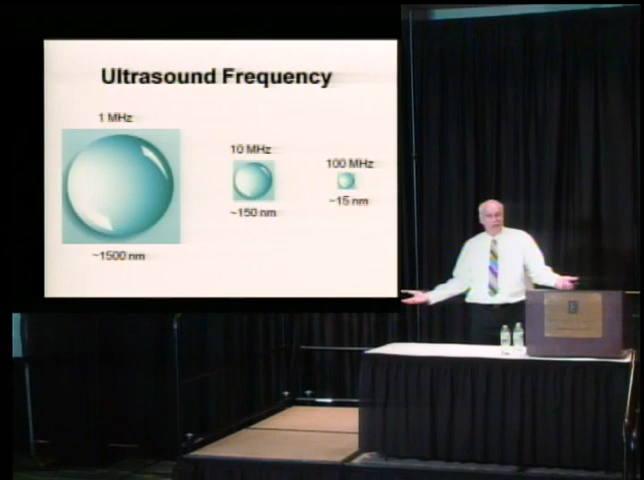 Ultrasound Frequency
1 MHz
10 MHz
100 MHz
~1500 nm
~150 nm
~15 nm